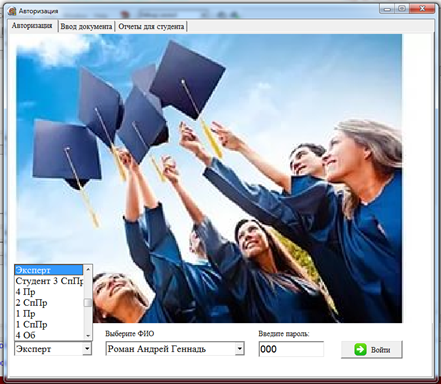 Авторизация
Авторизация Ввод документа Отчеты для студента
Эксперт
Студент 3 СпПр
4 Пр
2 СпПр
1 Пр
1 СпПр
4 Об
Выберите ФИО Введите пароль:
Эксперт Роман Андрей Геннадь 000 Войти